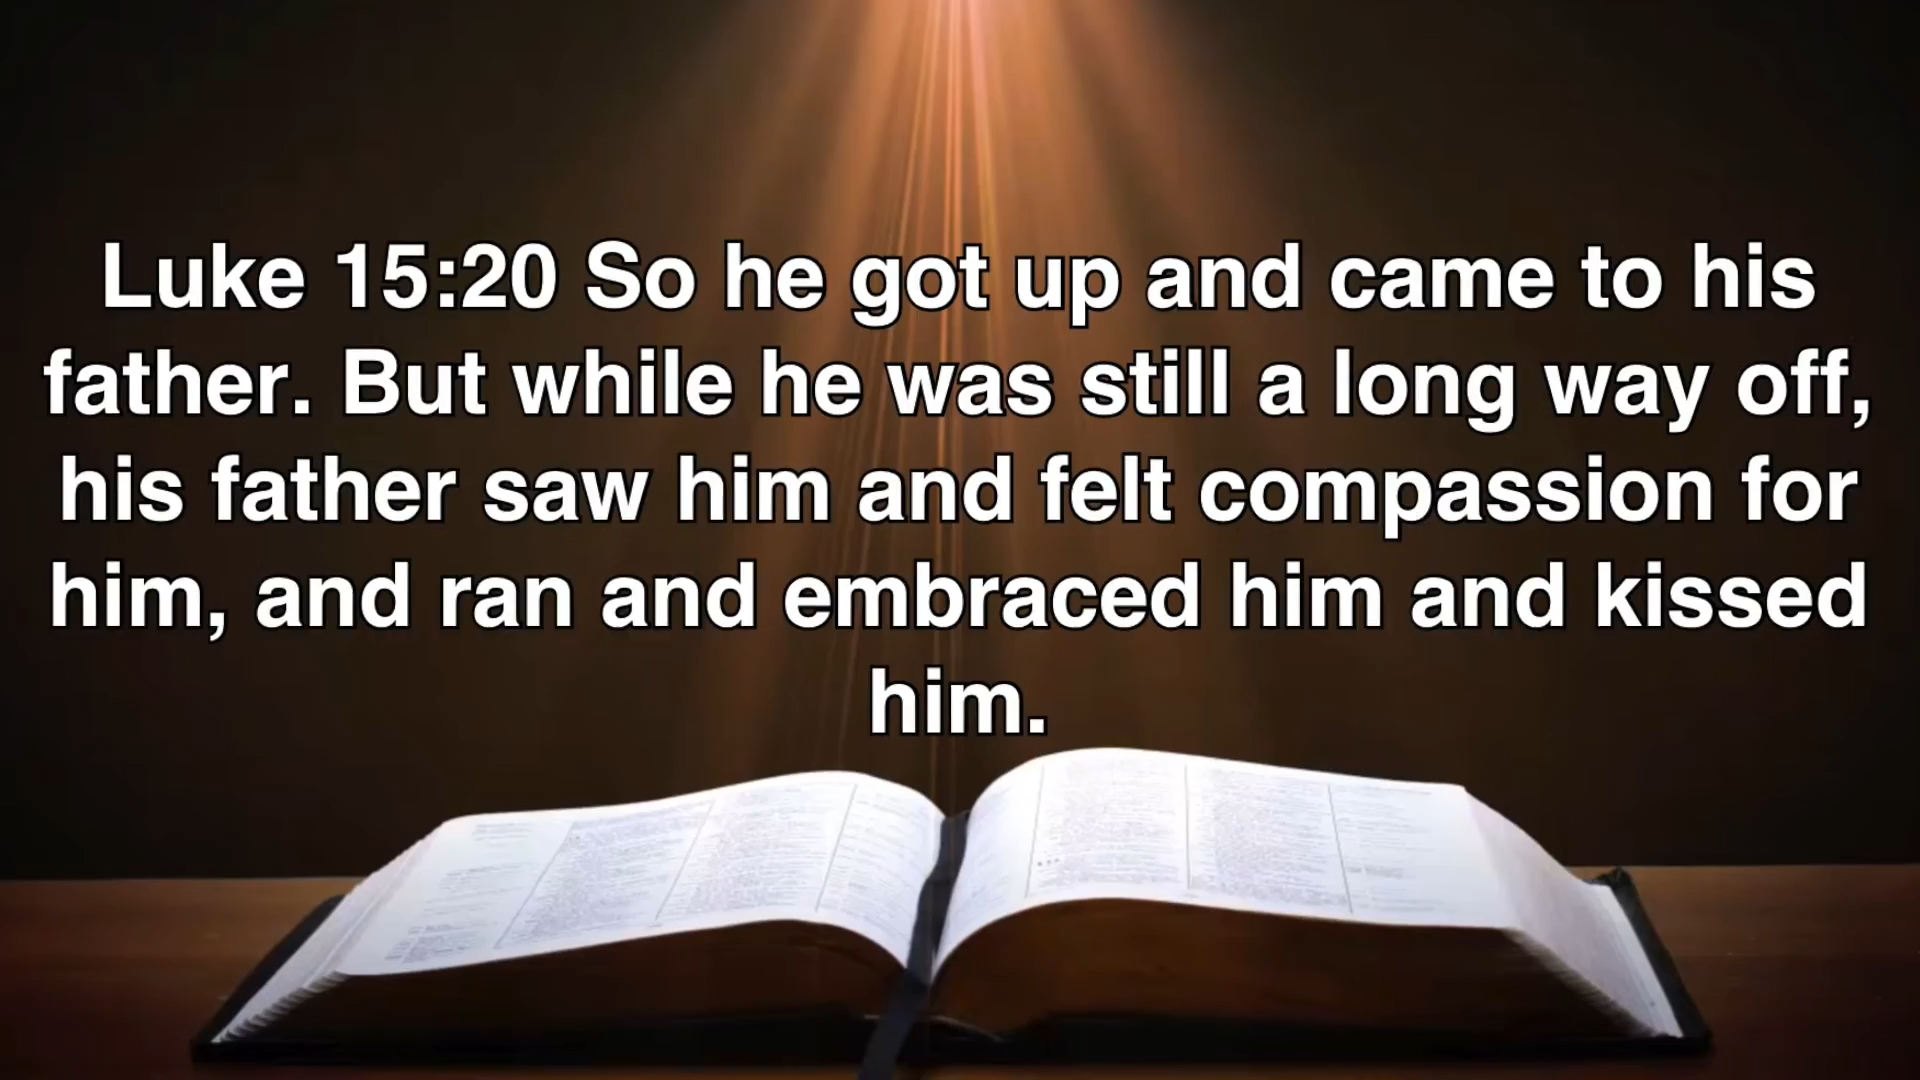 Luke 15:20 So he got up and came to his
father. But while he was still a long way off,
his father saw him and felt compassion for
him, and ran and embraced him and kissed
him.